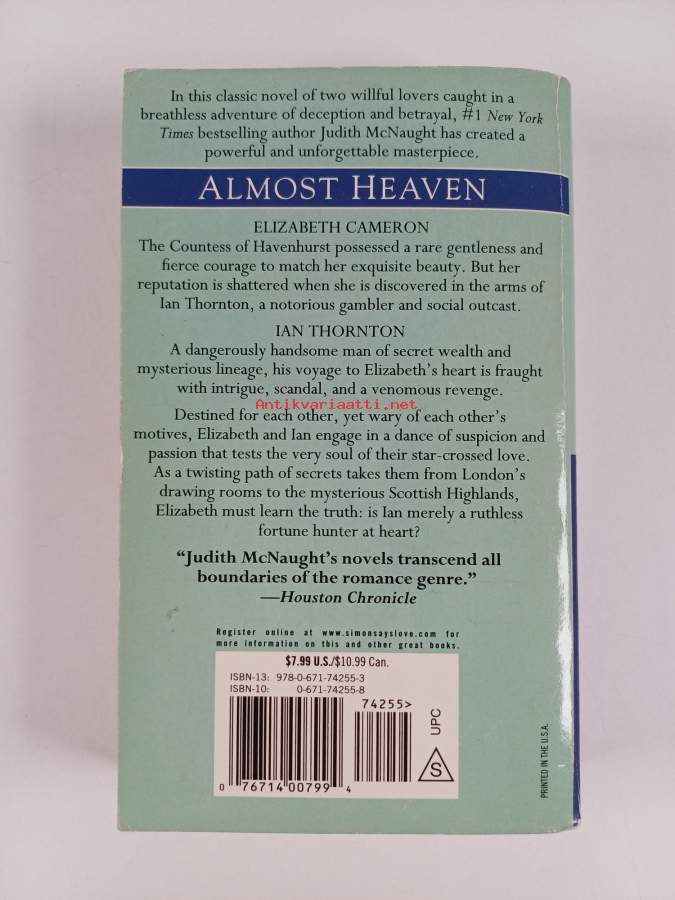 In this classic novel of two willful lovers caught in a
breathless adventure of deception and betrayal, #1 New York
Times bestselling author Judith McNaught has created a
powerful and unforgettable masterpiece.
ALMOST HEAVEN
ELIZABETH CAMERON
The Countess of Havenhurst possessed a rare gentleness and
fierce courage to match her exquisite beauty. But her
reputation is shattered when she is discovered in the arms of
Ian Thornton, a notorious gambler and social outcast.
IAN THORNTON
A dangerously handsome man of secret wealth and
mysterious lineage, his voyage to Elizabeth's heart is fraught
with intrigue, scandal, and a venomous revenge.
Antikvariaatti.net
Destined for each other, yet wary of each other's
motives, Elizabeth and Ian engage in a dance of suspicion and
passion that tests the very soul of their star-crossed love.
As a twisting path of secrets takes them from London's
drawing rooms to the mysterious Scottish Highlands,
Elizabeth must learn the truth: is Ian merely a ruthless
fortune hunter at heart?
“Judith McNaught's novels transcend all
boundaries of the romance genre.”
—Houston Chronicle
Register online at www.simonsayslove.com for
more information on this and other great books.
$7.99 U.S./$10.99 Can.
ISBN-13: 978-0-671-74255-3
ISBN-10: 0-671-74255-8
74255>
UPC
S
0 76714 00799 4
PRINTED IN THE U.S.A.